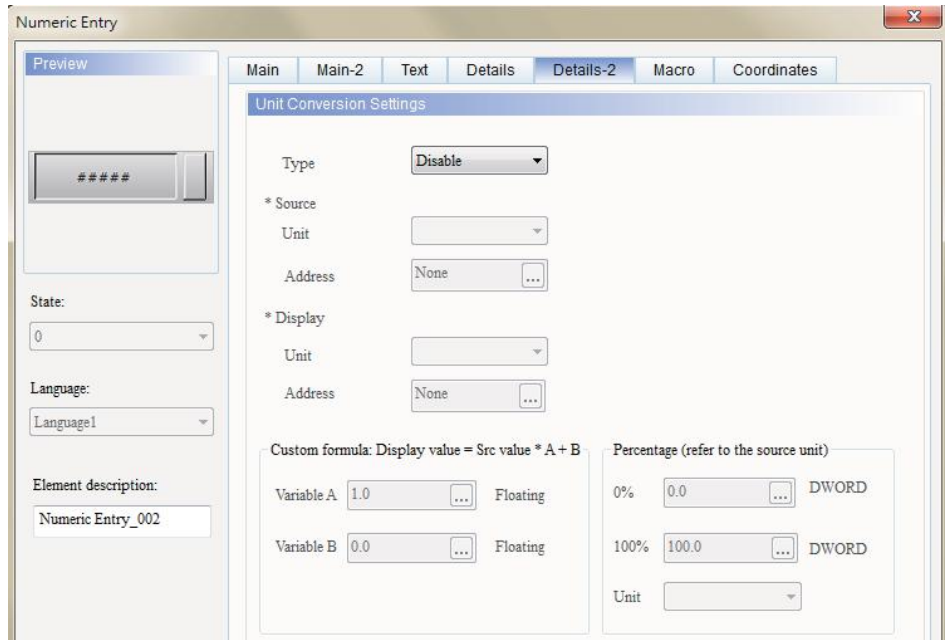 Numeric Entry
Preview
#####
State:
0
Language:
Language1
Element description:
Numeric Entry_002
Main Main-2 Text Details Details-2 Macro Coordinates
Unit Conversion Settings
Type Disable
* Source
Unit
Address None ...
* Display
Unit
Address None ...
Custom formula: Display value = Src value * A + B
Variable A 1.0 ... Floating
Variable B 0.0 ... Floating
Percentage (refer to the source unit)
0% 0.0 ... DWORD
100% 100.0 ... DWORD
Unit